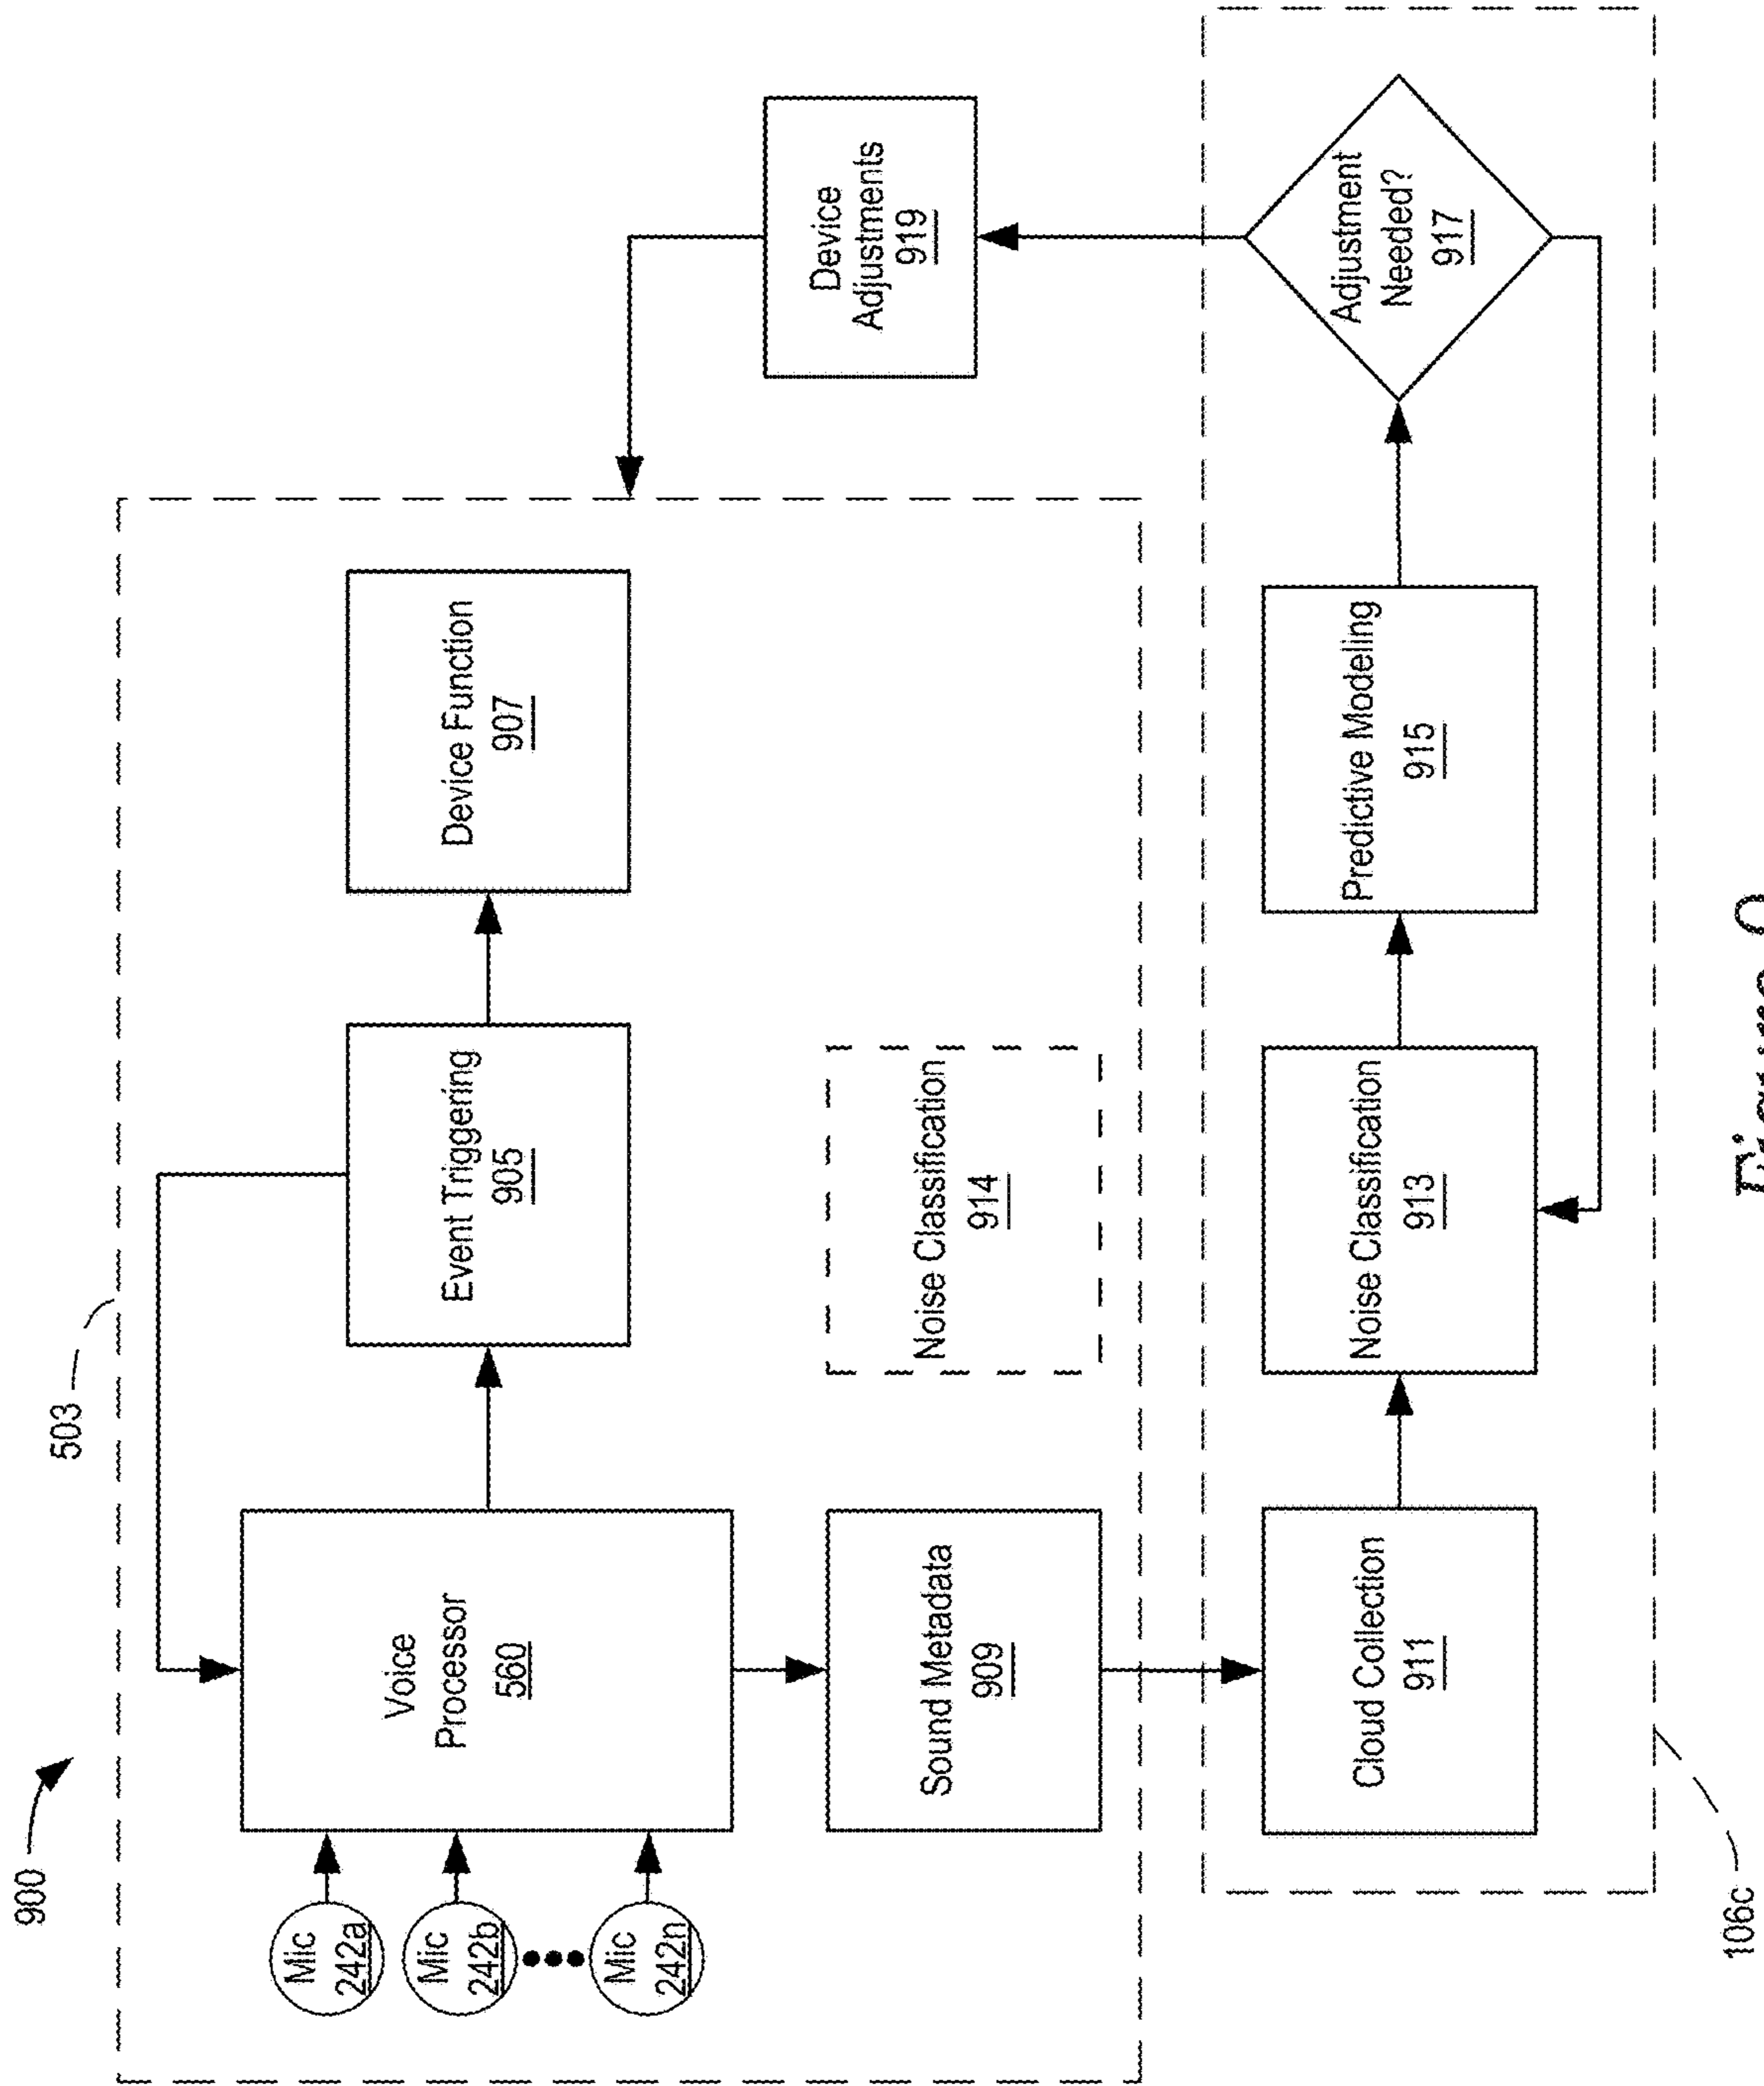 900
503
Mic
242a
Mic
242b
Mic
242n
Voice
Processor
560
Event Triggering
905
Device Function
907
Sound Metadata
909
Noise Classification
914
Device
Adjustments
919
Cloud Collection
911
Noise Classification
913
Predictive Modeling
915
Adjustment
Needed?
917
106c
Figure 9